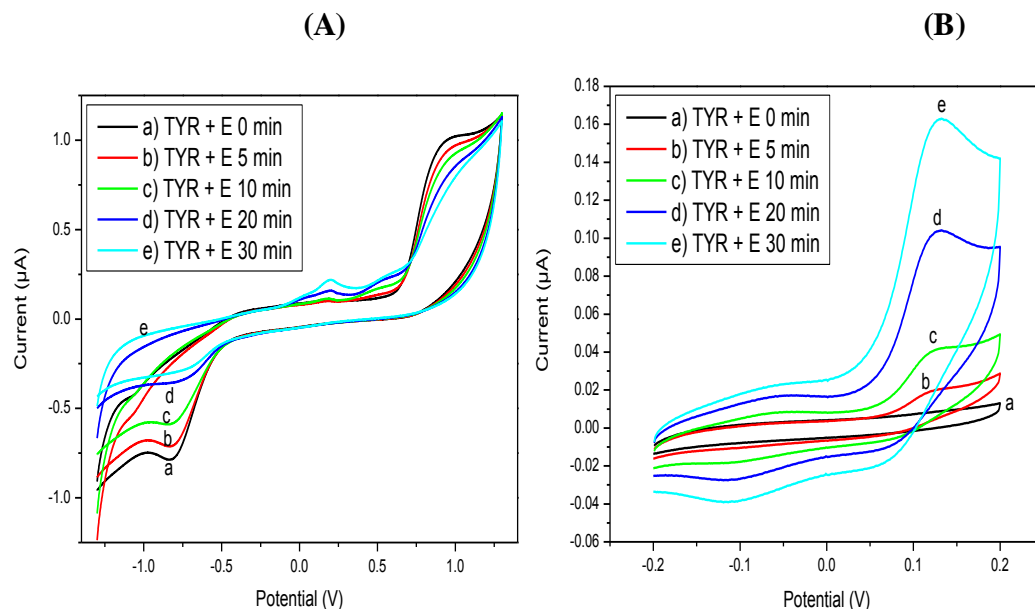 (A)
(B)
a) TYR + E 0 min
b) TYR + E 5 min
c) TYR + E 10 min
d) TYR + E 20 min
e) TYR + E 30 min
1.0
0.5
0.0
-0.5
-1.0
Current (µA)
e
d
c
b
a
-1.0
-0.5
0.0
0.5
1.0
Potential (V)
a) TYR + E 0 min
b) TYR + E 5 min
c) TYR + E 10 min
d) TYR + E 20 min
e) TYR + E 30 min
0.18
0.16
0.14
0.12
0.10
0.08
0.06
0.04
0.02
0.00
-0.02
-0.04
-0.06
Current (µA)
e
d
c
b
a
-0.2
-0.1
0.0
0.1
0.2
Potential (V)